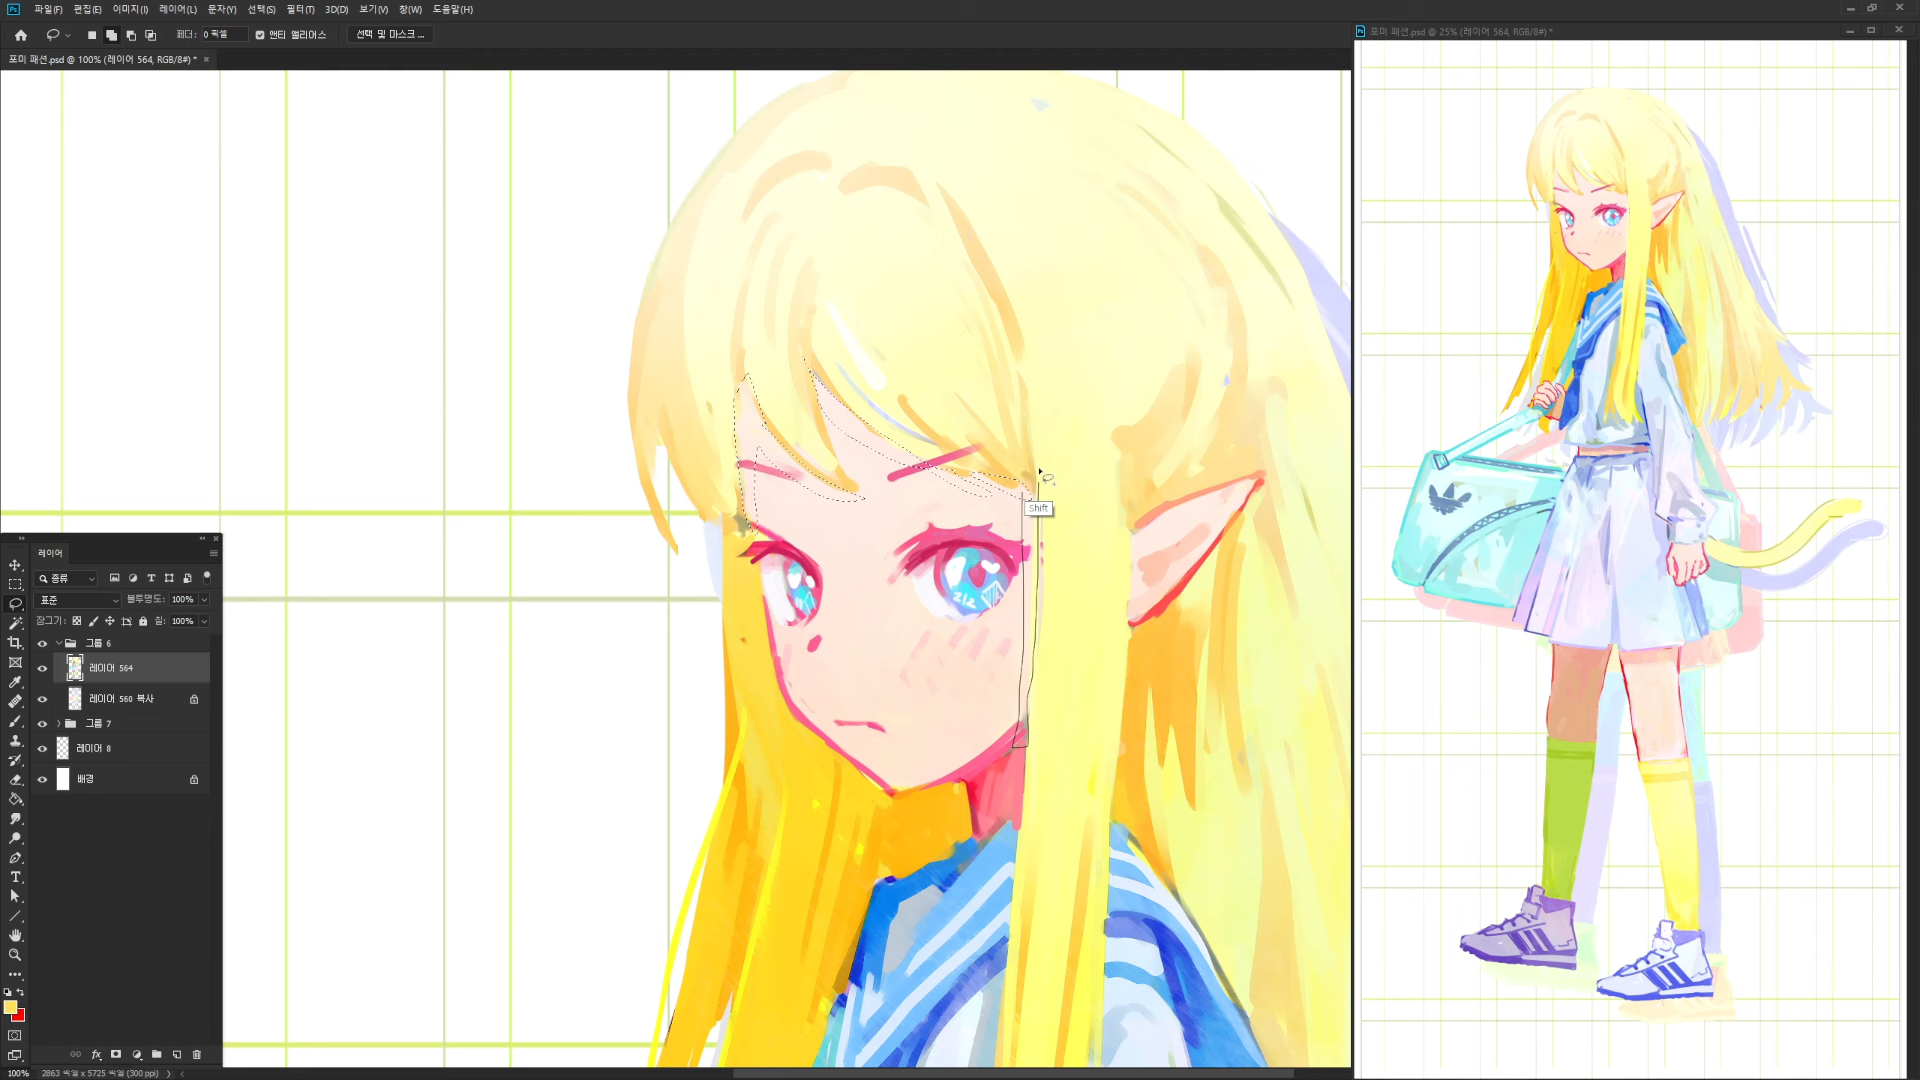 파일(F) 편집(E) 이미지(I) 레이어(L) 문자(Y) 선택(S) 필터(T) 3D(D) 보기(V) 창(W) 도움말(H)
페더: 0 픽셀 안티 앨리어스 선택 및 마스크...
포미 패션.psd @ 100% (레이어 564, RGB/8#) *
포미 패션.psd @ 25% (레이어 564, RGB/8#) *
Shift
212
레이어
종류
표준 불투명도: 100%
잠그기: 칠: 100%
그룹 6
레이어 564
레이어 560 복사
그룹 7
레이어 8
배경
100% 2863 픽셀 x 5725 픽셀 (300 ppi)